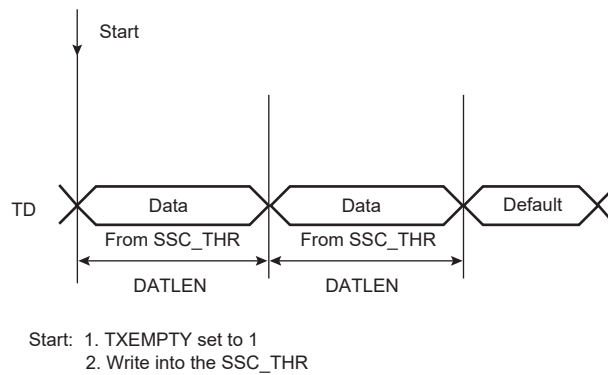 Start
TD Data Data Default
From SSC_THR From SSC_THR
DATLEN DATLEN
Start: 1. TXEMPTY set to 1
2. Write into the SSC_THR